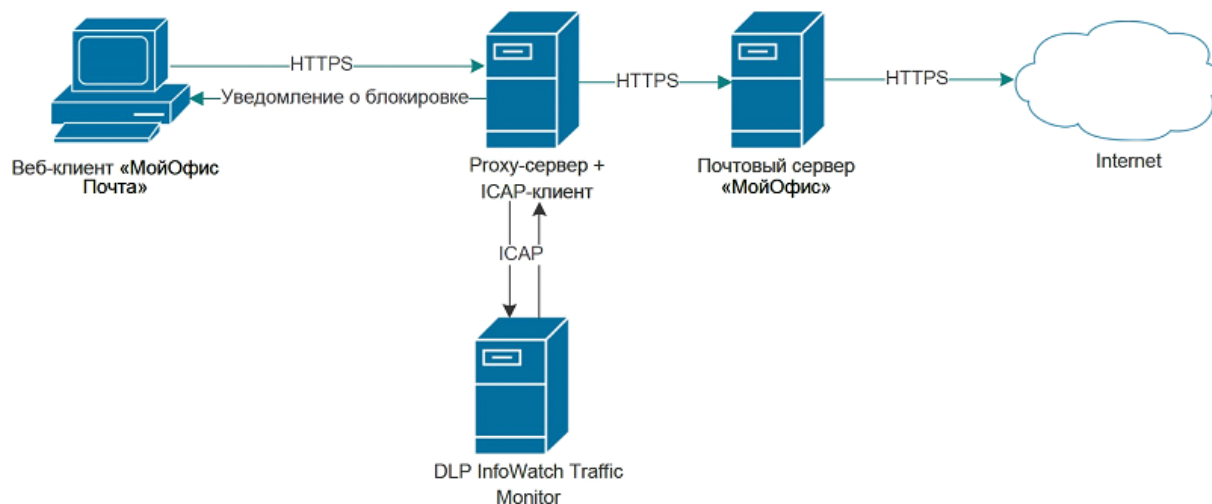 HTTPS
HTTPS
HTTPS
Уведомление о блокировке
Веб-клиент «МойОфис
Почта»
Proxy-сервер +
ICAP-клиент
Почтовый сервер
«МойОфис»
Internet
ICAP
DLP InfoWatch Traffic
Monitor